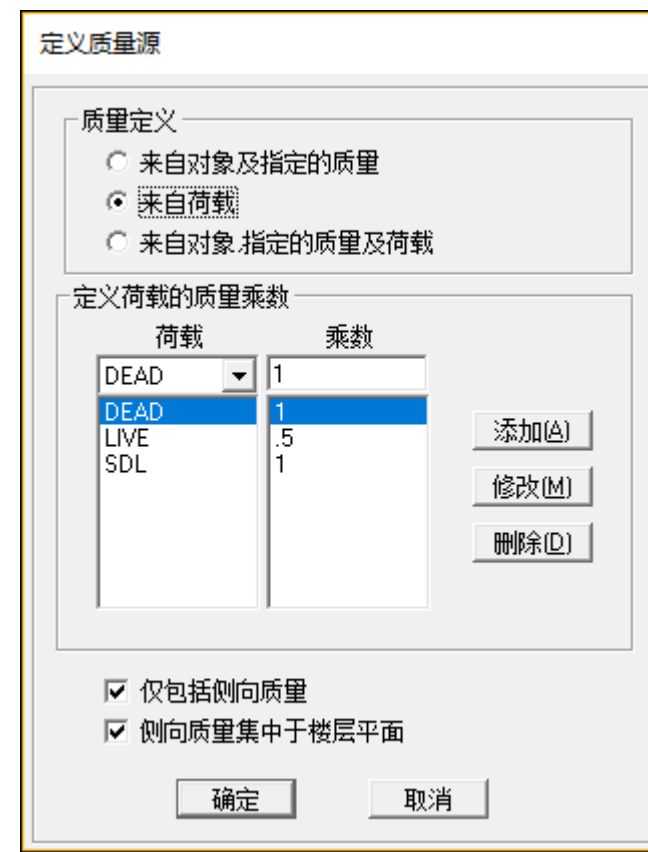 定义质量源
质量定义
来自对象及指定的质量
来自荷载
来自对象.指定的质量及荷载
定义荷载的质量乘数
荷载 乘数
DEAD 1
DEAD 1
LIVE .5
SDL 1
添加(A)
修改(M)
删除(D)
仅包括侧向质量
侧向质量集中于楼层平面
确定 取消